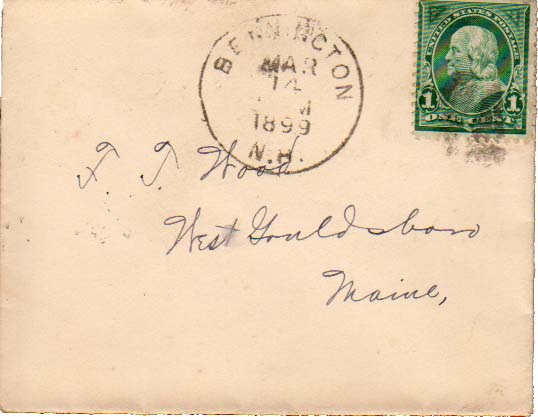 BENNINGTON
MAR
14
M
1899
N.H.
UNITED STATES POSTAGE
1 1
ONE CENT
F. J. Wood
West Gouldsboro
Maine,